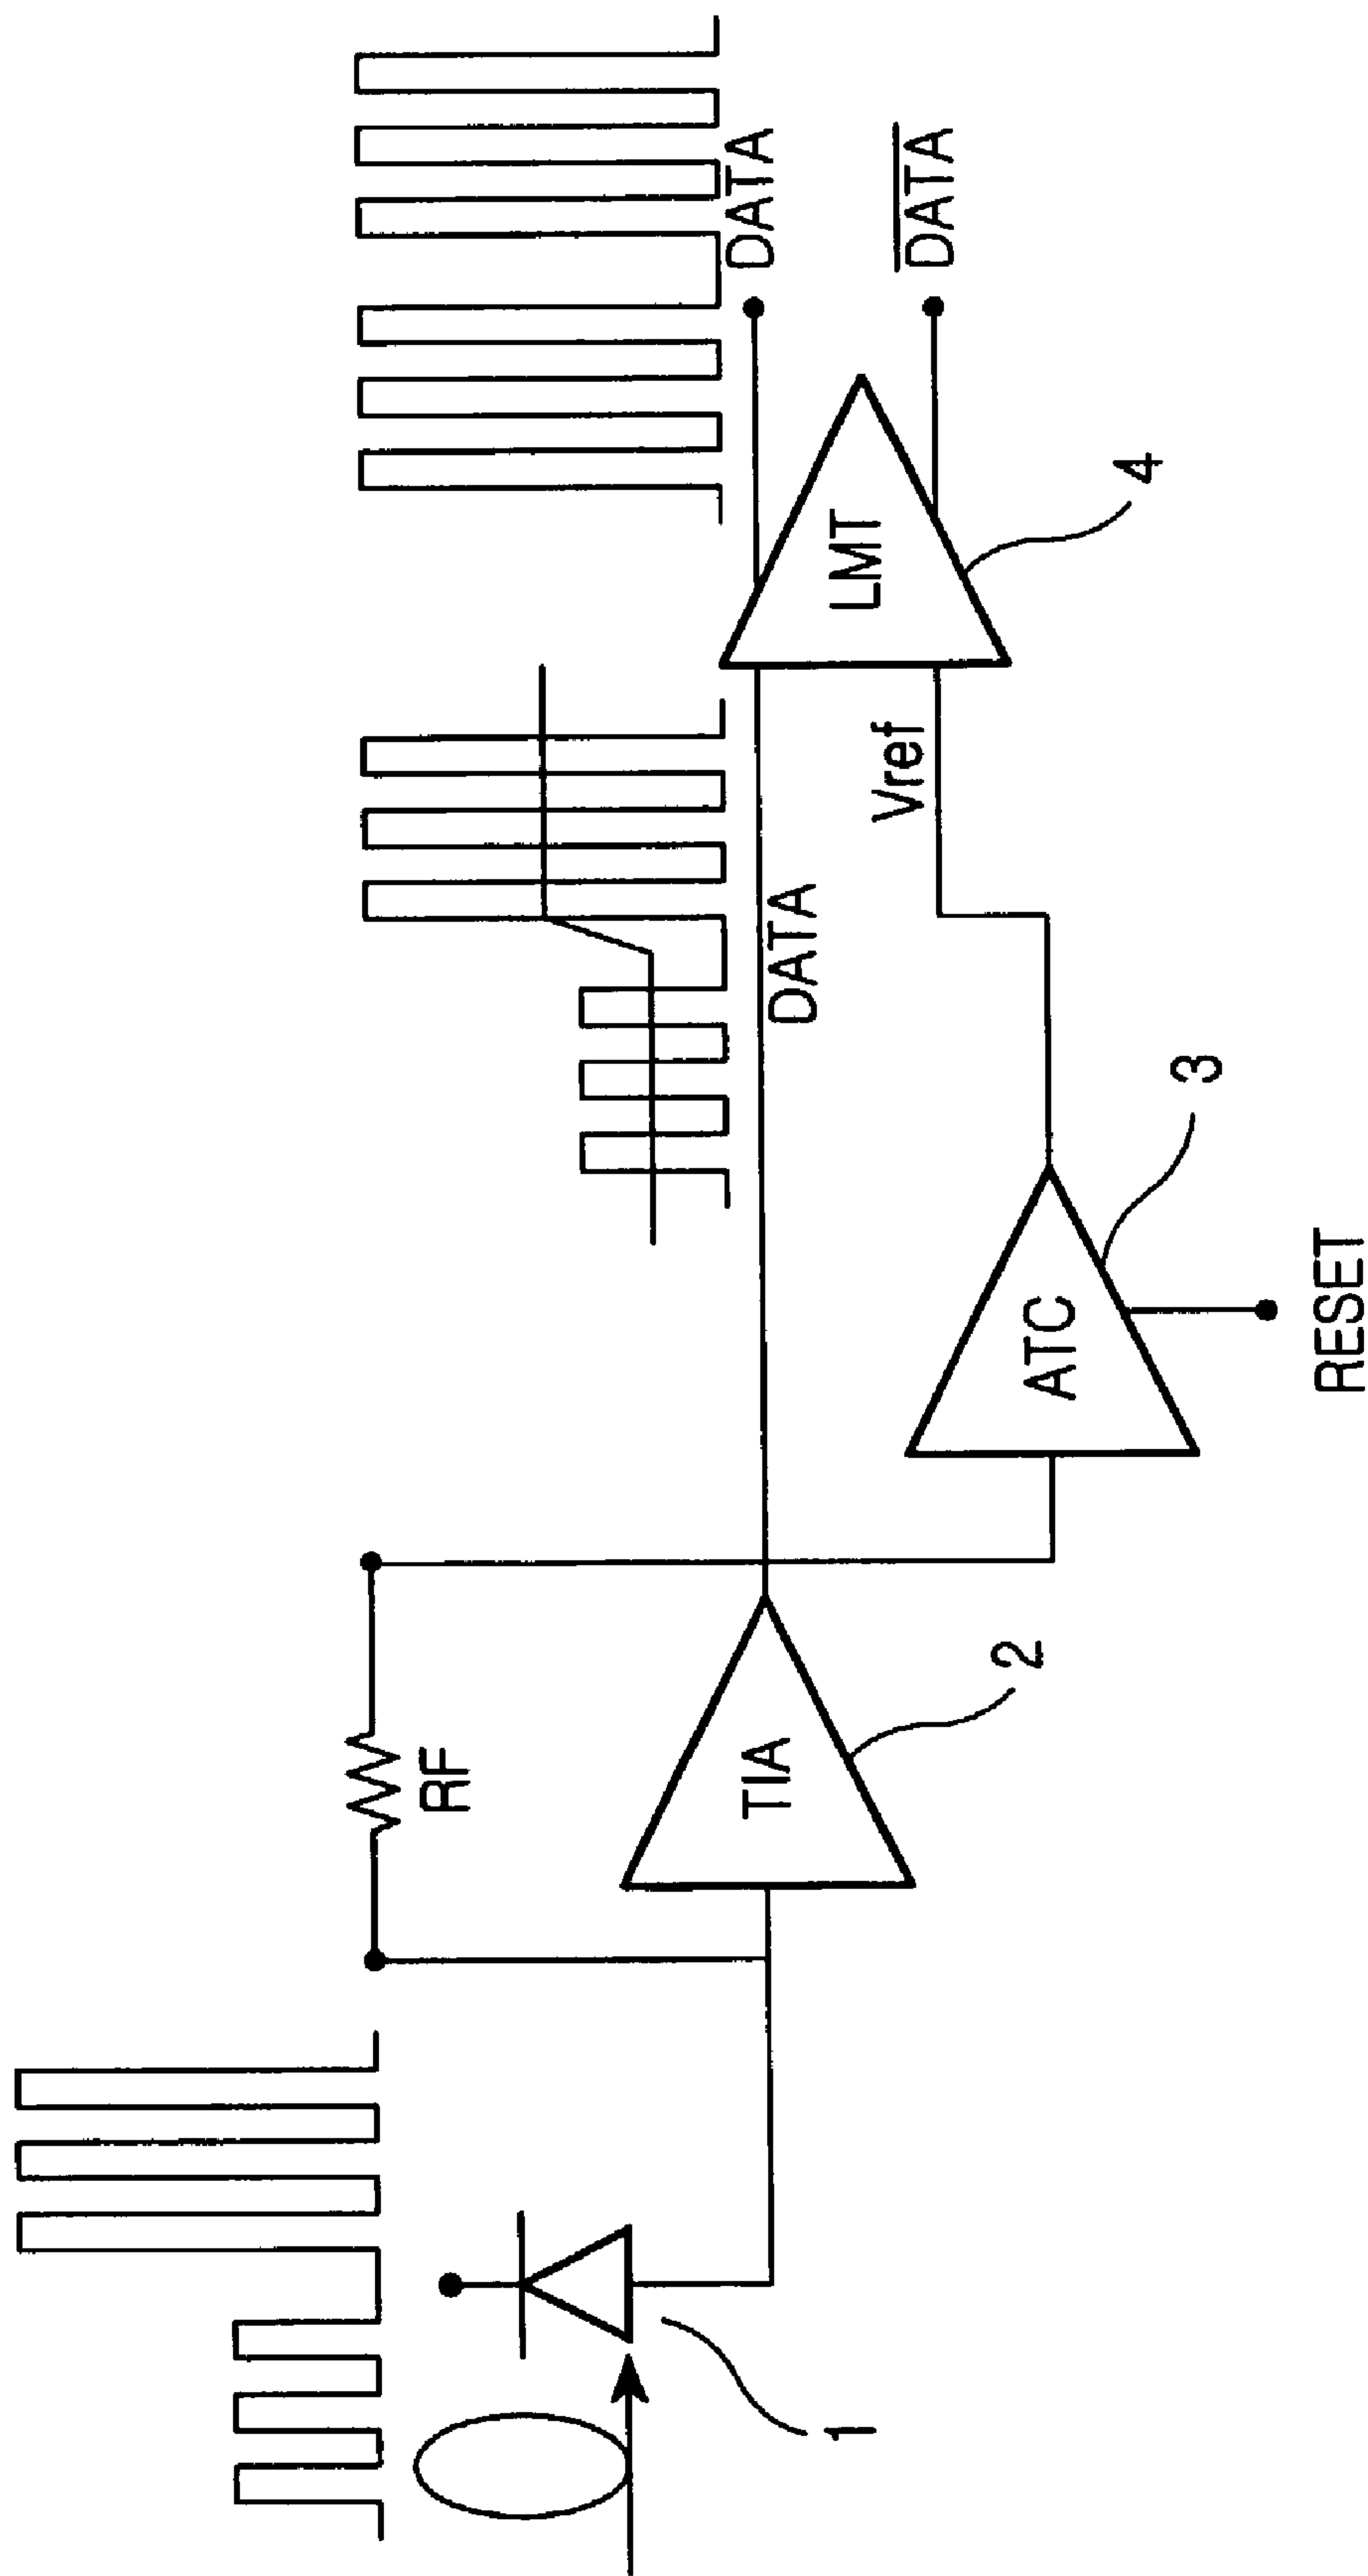 1
RF
TIA
2
ATC
3
RESET
DATA
Vref
LMT
4
DATA
DATA